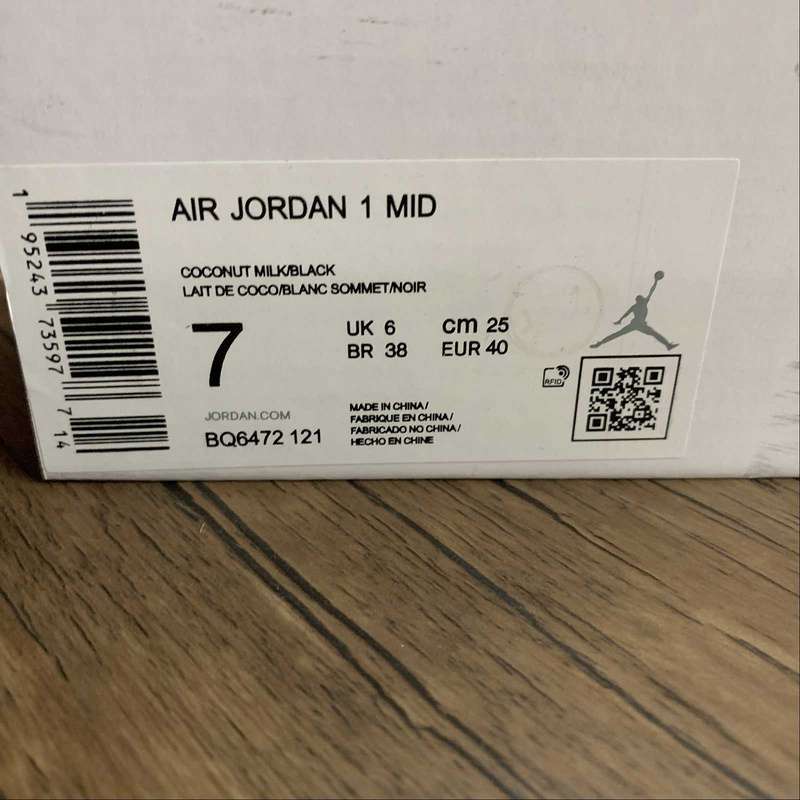 AIR JORDAN 1 MID
COCONUT MILK/BLACK
LAIT DE COCO/BLANC SOMMET/NOIR
7
UK 6 cm 25
BR 38 EUR 40
RFID
JORDAN.COM
BQ6472 121
MADE IN CHINA/
FABRIQUE EN CHINA/
FABRICADO NO CHINA/
HECHO EN CHINE
1 95243 73597 7 14